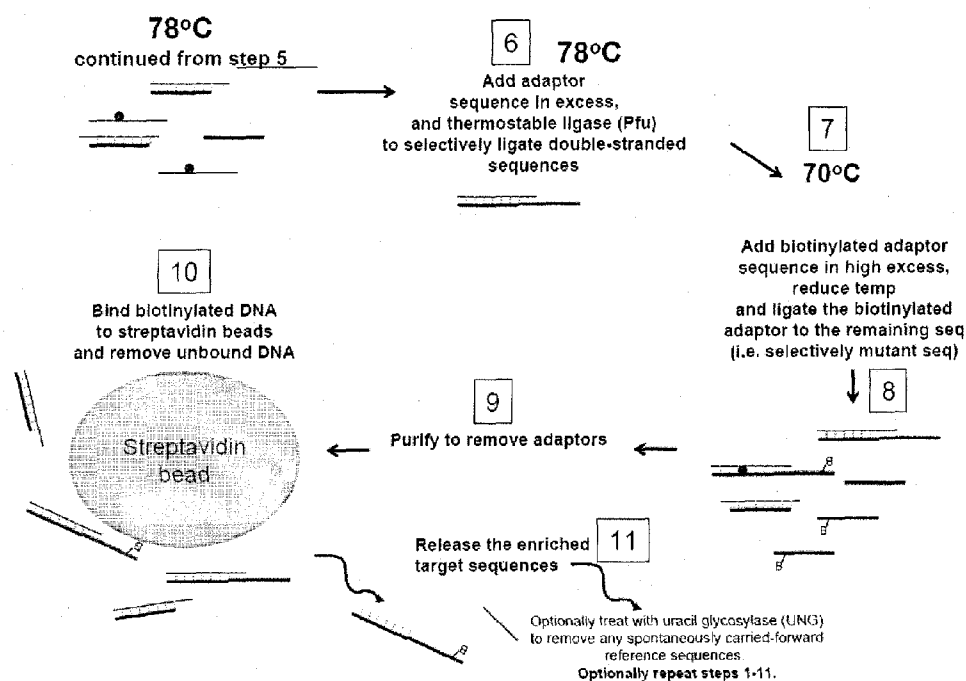 78°C
continued from step 5
6
78°C
Add adaptor
sequence in excess,
and thermostable ligase (Pfu)
to selectively ligate double-stranded
sequences
7
70°C
Add biotinylated adaptor
sequence in high excess,
reduce temp
and ligate the biotinylated
adaptor to the remaining seq
(i.e. selectively mutant seq)
8
B
B
B
9
Purify to remove adaptors
10
Bind biotinylated DNA
to streptavidin beads
and remove unbound DNA
Streptavidin
bead
B
Release the enriched
target sequences
11
B
Optionally treat with uracil glycosylase (UNG)
to remove any spontaneously carried-forward
reference sequences
Optionally repeat steps 1-11.